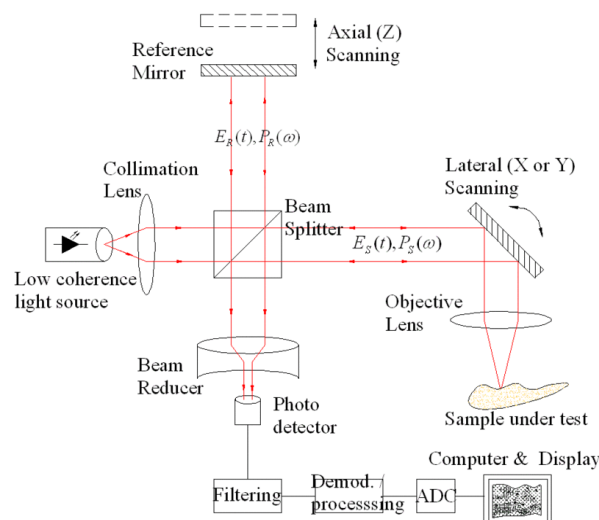 Axial (Z)
Scanning
Reference
Mirror
E_R(t), P_R(ω)
Collimation
Lens
Lateral (X or Y)
Scanning
Beam
Splitter
E_S(t), P_S(ω)
Low coherence
light source
Objective
Lens
Beam
Reducer
Photo
detector
Sample under test
Computer & Display
Filtering
Demod. /
processsing
ADC